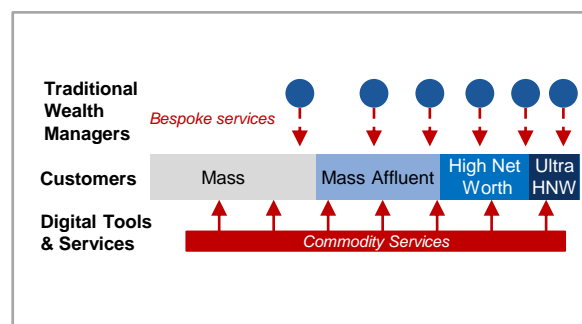 Traditional
Wealth
Managers
Bespoke services
Customers
Mass
Mass Affluent
High Net
Worth
Ultra
HNW
Digital Tools
& Services
Commodity Services